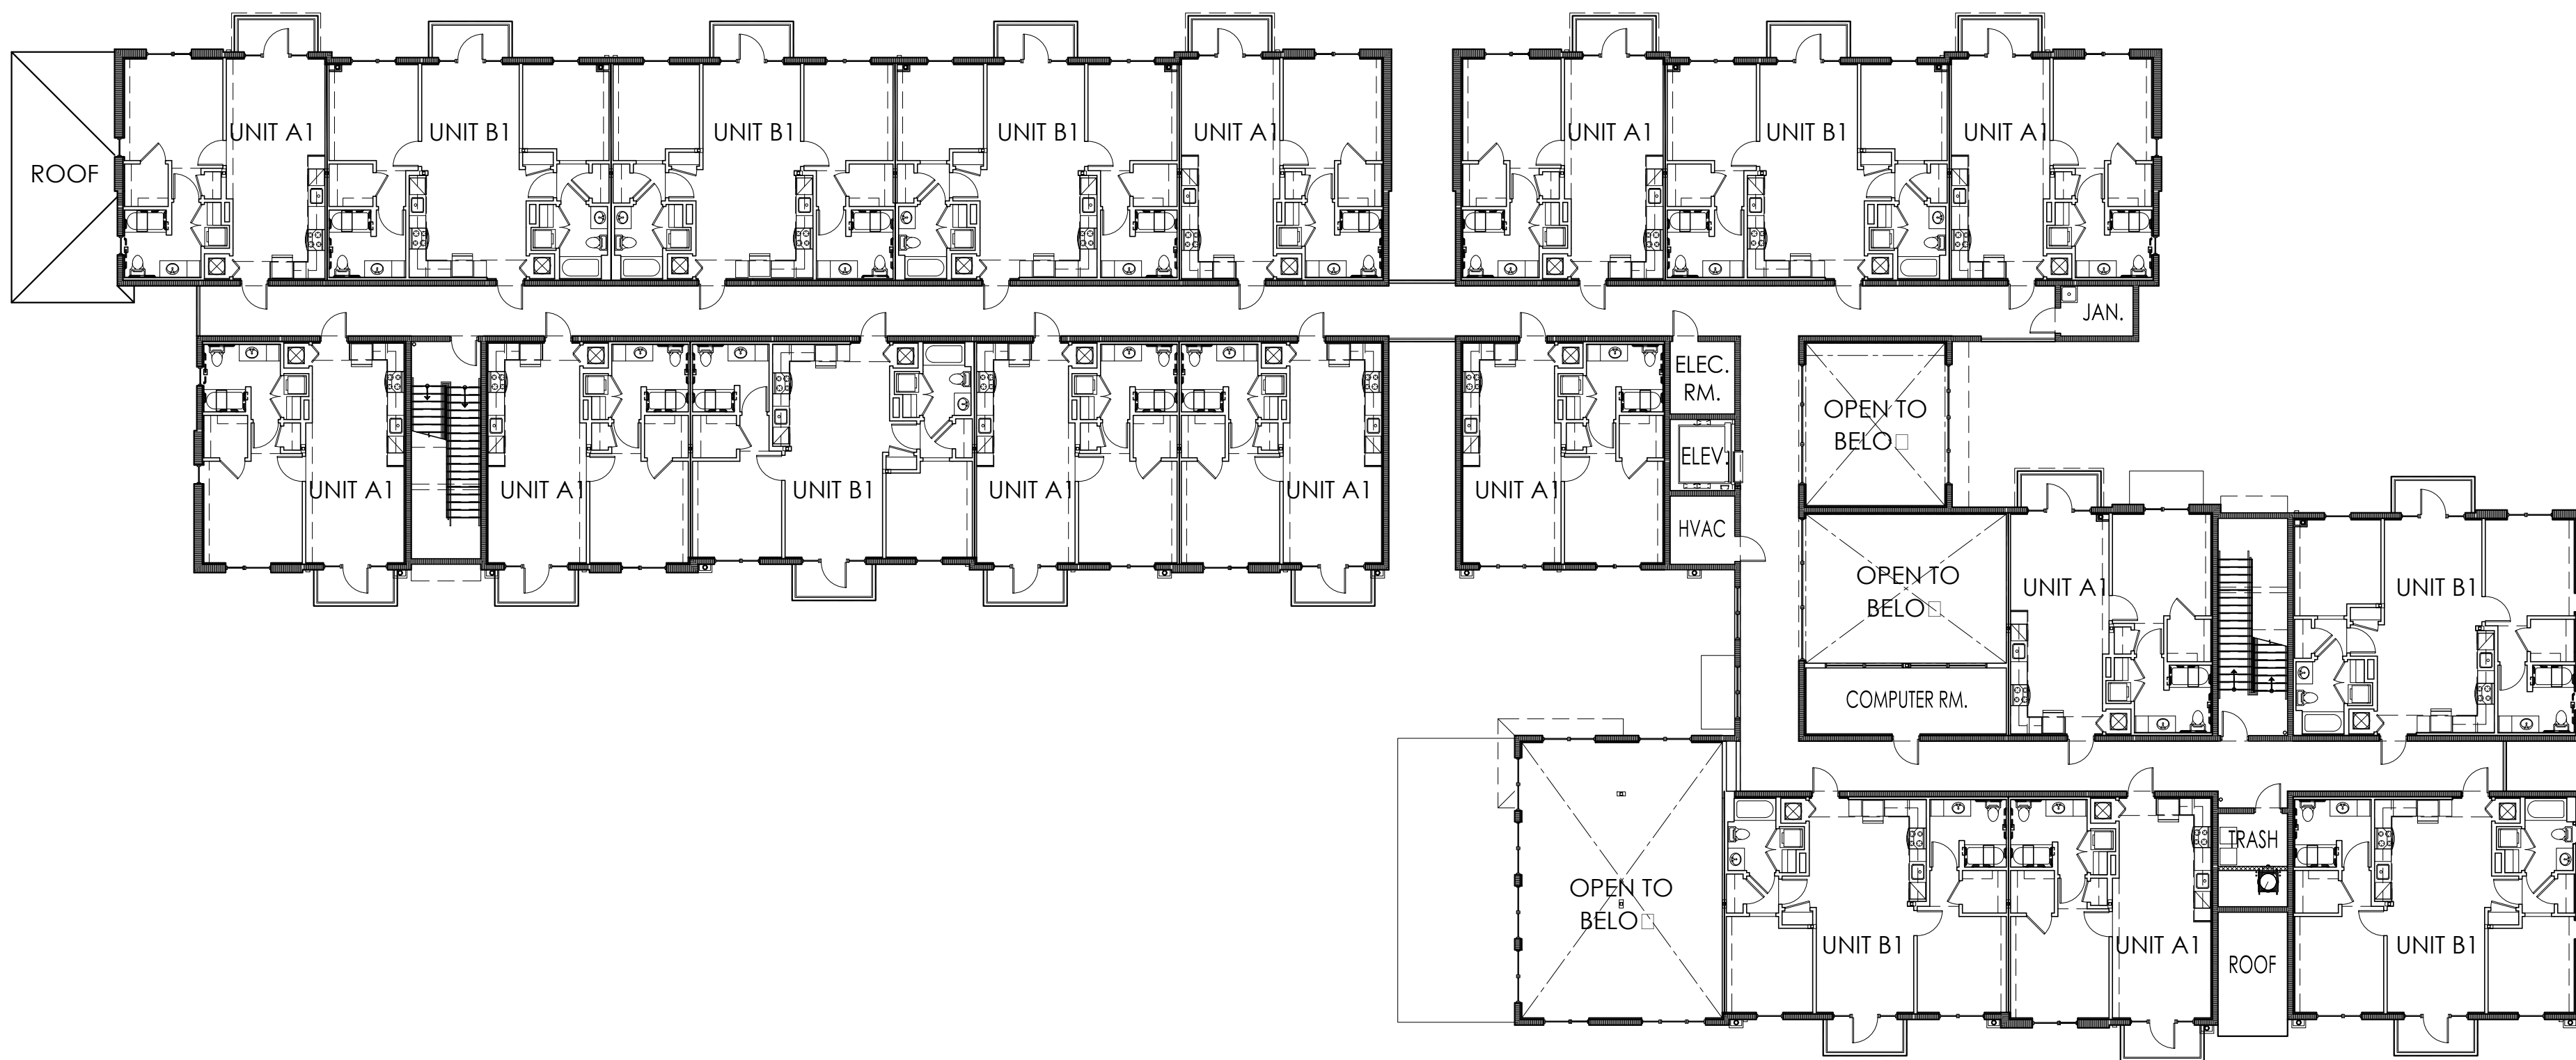 UNIT A1
UNIT B1
UNIT B1
UNIT B1
UNIT A1
UNIT A1
UNIT B1
UNIT A1
ROOF
JAN.
ELEC.
RM.
OPEN TO
BELO□
ELEV.
UNIT A1
UNIT A1
UNIT B1
UNIT A1
UNIT A1
UNIT A1
HVAC
OPEN TO
BELO□
UNIT A1
UNIT B1
COMPUTER RM.
TRASH
OPEN TO
BELO□
UNIT B1
UNIT A1
UNIT B1
ROOF